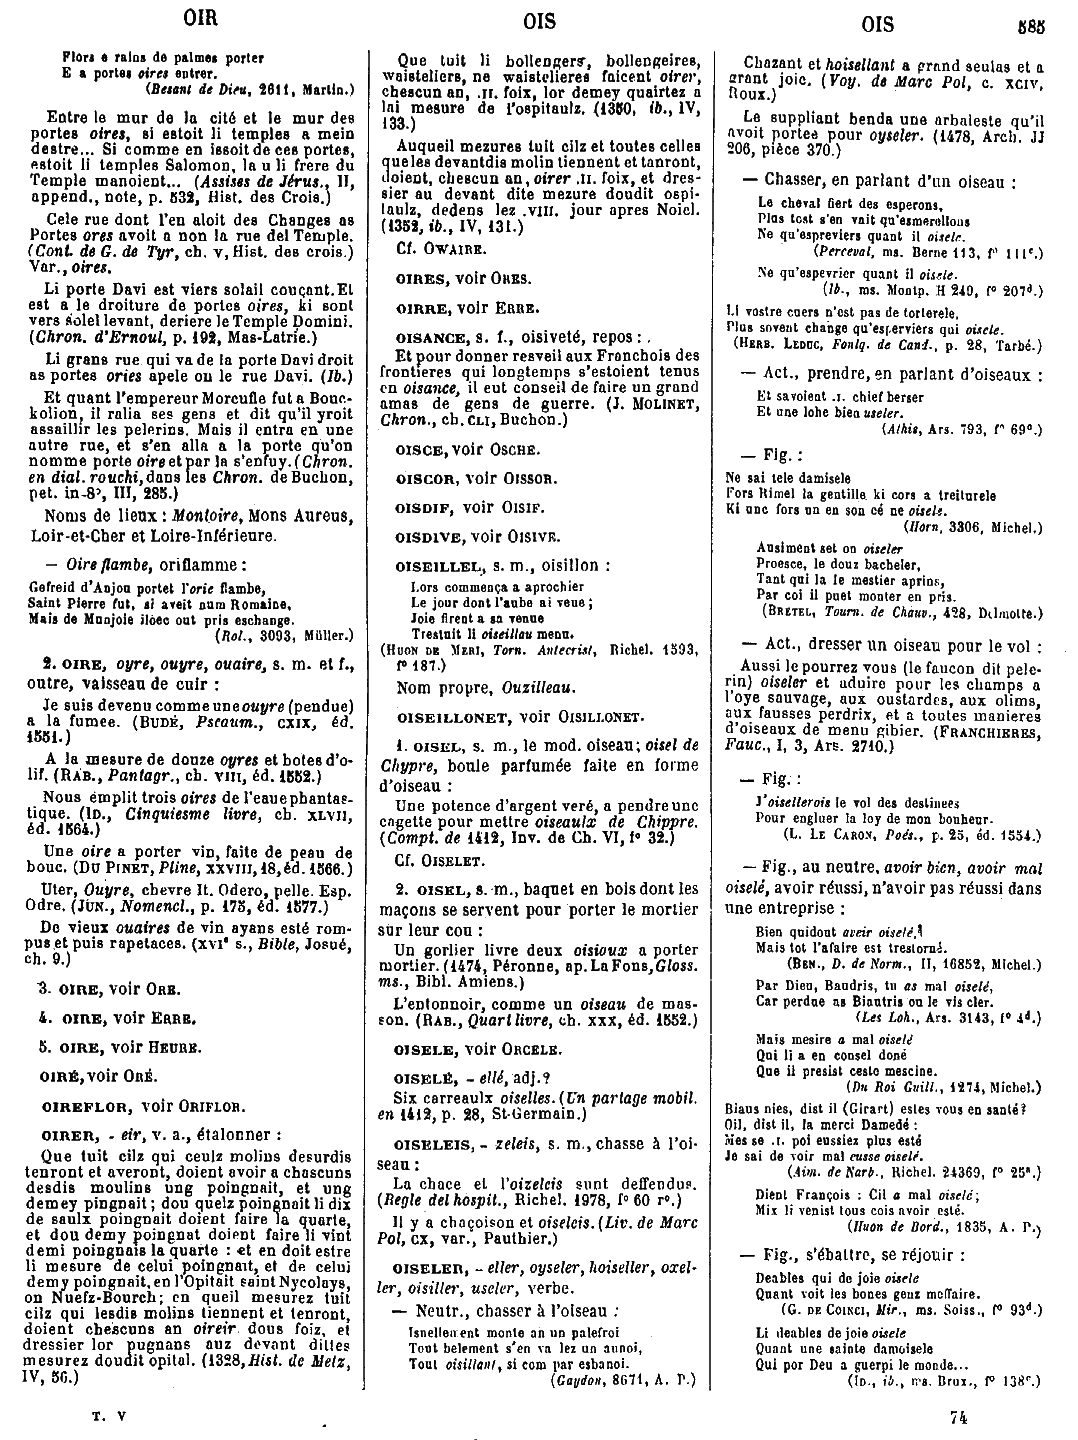 OIR
OIS
OIS
585
Flors e rains de palmes porter
E a portes oires entrer.
(Besant de Dieu, 2611, Martin.)
Entre le mur de la cité et le mur des
portes oires, si estoit li temples a mein
destre... Si comme en issoit de ces portes,
estoit li temples Salomon, la u li frere du
Temple manoient... (Assises de Jérus., II,
append., note, p. 532, Hist. des Crois.)
Cele rue dont l'en aloit des Changes as
Portes ores avoit a non la rue del Temple.
(Cont. de G. de Tyr, ch. v, Hist. des crois.)
Var., oires.
Li porte Davi est viers solail couçant. El
est a le droiture de portes oires, ki sont
vers solel levant, deriere le Temple Domini.
(Chron. d'Ernoul, p. 192, Mas-Latrie.)
Li grans rue qui va de la porte Davi droit
as portes ories apele on le rue Davi. (Ib.)
Et quant l'empereur Morcufle fut a Bouc-
kolion, il ralia ses gens et dit qu'il yroit
assaillir les pelerins. Mais il entra en une
autre rue, et s'en alla a la porte qu'on
nomme porte oire et par la s'enfuy. (Chron.
en dial. rouchi, dans les Chron. de Buchon,
pet. in-8°, III, 285.)
Noms de lieux : Montoire, Mons Aureus,
Loir-et-Cher et Loire-Inférieure.
— Oire flambe, oriflamme :
Gefreid d'Anjou portet l'orie flambe,
Saint Pierre fut, si aveit num Romaine,
Mais de Munjoie iloec out pris eschange.
(Rol., 3093, Müller.)
2. OIRE, oyre, ouyre, ouaire, s. m. et f.,
outre, vaisseau de cuir :
Je suis devenu comme une ouyre (pendue)
a la fumee. (BUDÉ, Pseaum., CXIX, éd.
1551.)
A la mesure de douze oyres et botes d'o-
lif. (RAB., Pantagr., ch. VIII, éd. 1552.)
Nous emplit trois oires de l'eaue phantas-
tique. (ID., Cinquiesme livre, ch. XLVII,
éd. 1564.)
Une oire a porter vin, faite de peau de
bouc. (DU PINET, Pline, XXVIII, 18, éd. 1566.)
Uter, Ouyre, chevre It. Odero, pelle. Esp.
Odre. (JUN., Nomencl., p. 175, éd. 1577.)
De vieux ouaires de vin ayans esté rom-
pus et puis rapetaces. (XVIe s., Bible, Josué,
ch. 9.)
3. OIRE, voir ORB.
4. OIRE, voir ERRE.
5. OIRE, voir HEURE.
OIRÉ, voir ORÉ.
OIREFLOR, voir ORIFLOR.
OIRER, - eir, v. a., étalonner :
Que tuit cilz qui ceulz molins desurdis
tenront et averont, doient avoir a chascuns
desdis moulins ung poingnait, et ung
demey pingnait ; dou quelz poingnait li dix
de saulx poingnait doient faire la quarte,
et dou demy poingnat doient faire li vint
demi poingnais la quarte : et en doit estre
li mesure de celui poingnait, et de celui
demy poingnait, en l'Opitait saint Nycolays,
on Nuefz-Bourch ; en queil mesurez tuit
cilz qui lesdis molins tiennent et tenront,
doient chescuns an oireir dous foiz, et
dressier lor pugnans auz devant dittes
mesurez doudit opital. (1328, Hist. de Metz,
IV, 56.)
Que tuit li bollengers, bollengeires,
waisteliers, ne waistelieres faicent oirer,
chescun an, .II. foix, lor demey quairtez a
lai mesure de l'ospitaulz. (1350, ib., IV,
133.)
Auqueil mezures tuit cilz et toutes celles
que les devantdis molin tiennent et tanront,
doient, chescun an, oirer .II. foix, et dres-
sier au devant dite mezure doudit ospi-
taulz, dedens lez .VIII. jour apres Noiel.
(1352, ib., IV, 131.)
Cf. OWAIRE.
OIRES, voir ORES.
OIRRE, voir ERRE.
OISANCE, s. f., oisiveté, repos :
Et pour donner resveil aux Franchois des
frontieres qui longtemps s'estoient tenus
en oisance, il eut conseil de faire un grand
amas de gens de guerre. (J. MOLINET,
Chron., ch. CLI, Buchon.)
OISCE, voir OSCHE.
OISCOR, voir OISSOR.
OISDIF, voir OISIF.
OISDIVE, voir OISIVE.
OISEILLEL, s. m., oisillon :
Lors commença a aprochier
Le jour dont l'aube ai veue ;
Joie firent a sa venue
Trestuit li oiseillau menu.
(HUON DE MERI, Torn. Antecrist, Richel. 1593,
f° 187.)
Nom propre, Ouzilleau.
OISEILLONET, voir OISILLONET.
1. OISEL, s. m., le mod. oiseau ; oisel de
Chypre, boule parfumée faite en forme
d'oiseau :
Une potence d'argent veré, a pendre une
cagette pour mettre oiseaulx de Chippre.
(Compt. de 1412, Inv. de Ch. VI, f° 32.)
Cf. OISELET.
2. OISEL, s. m., baquet en bois dont les
maçons se servent pour porter le mortier
sur leur cou :
Un gorlier livre deux oisioux a porter
mortier. (1474, Péronne, ap. La Fons, Gloss.
ms., Bibl. Amiens.)
L'entonnoir, comme un oiseau de mas-
son. (RAB., Quart livre, ch. XXX, éd. 1552.)
OISELE, voir ORCELE.
OISELÉ, - ellé, adj.?
Six carreaulx oiselles. (Un partage mobil.
en 1412, p. 28, St-Germain.)
OISELEIS, - zeleis, s. m., chasse à l'oi-
seau :
La chace et l'oizeleis sunt deffendus.
(Regle del hospit., Richel. 1978, f° 60 r°.)
Il y a chaçoison et oiseleis. (Liv. de Marc
Pol, CX, var., Pauthier.)
OISELER, - eller, oyseler, hoiseller, oxel-
ler, oisiller, useler, verbe.
— Neutr., chasser à l'oiseau :
Isnellement monte an un palefroi
Tout belement s'en va lez un aunoi,
Tout oisillant, si com par esbanoi.
(Gaydon, 8671, A. P.)
Chazant et hoisellant a grand seulas et a
grant joie. (Voy. de Marc Pol, c. XCIV,
Roux.)
Le suppliant benda une arbaleste qu'il
avoit portee pour oyseler. (1478, Arch. JJ
206, pièce 370.)
— Chasser, en parlant d'un oiseau :
Le cheval fiert des esperons,
Plus tost s'en vait qu'esmerellons
Ne qu'espreviers quant il oisele.
(Perceval, ms. Berne 113, f° 111e.)
Ne qu'espevrier quant il oisele.
(Ib., ms. Montp. H 249, f° 207d.)
Li vostre cuers n'est pas de torterele,
Plus sovent change qu'esperviers qui oisele.
(HERB. LEDUC, Foulq. de Cand., p. 28, Tarbé.)
— Act., prendre, en parlant d'oiseaux :
Et savoient .I. chief berser
Et une lohe bien useler.
(Athis, Ars. 793, f° 69e.)
— Fig. :
Ne sai tele damisele
Fors Rimel la gentille ki cors a treiturele
Ki unc fors un en son cé ne oisele.
(Horn, 3306, Michel.)
Ausiment set on oiseler
Proesce, le douz bacheler,
Tant qui la le mestier aprins,
Par coi il puet monter en pris.
(BRETEL, Tourn. de Chauv., 428, Delmotte.)
— Act., dresser un oiseau pour le vol :
Aussi le pourrez vous (le faucon dit pele-
rin) oiseler et aduire pour les champs a
l'oye sauvage, aux oustardes, aux olims,
aux fausses perdrix, et a toutes manieres
d'oiseaux de menu gibier. (FRANCHIERES,
Fauc., I, 3, Ars. 2710.)
— Fig. :
J'oisellerois le vol des destinees
Pour engluer la loy de mon bonheur.
(L. LE CARON, Poés., p. 25, éd. 1554.)
— Fig., au neutre, avoir bien, avoir mal
oiselé, avoir réussi, n'avoir pas réussi dans
une entreprise :
Bien quidout aveir oiselé,
Mais tot l'afaire est trestorné.
(BEN., D. de Norm., II, 16852, Michel.)
Par Dieu, Baudris, tu as mal oiselé,
Car perdue as Biautris ou le vis cler.
(Les Loh., Ars. 3143, f° 4d.)
Mais mesire a mal oiselé
Qui li a en consel doné
Que il presist ceste mescine.
(Du Roi Guill., 1274, Michel.)
Biaus nies, dist il (Girart) estes vous en santé?
Oil, dist il, la merci Damedé :
Mes se .I. poi eussiez plus esté
Je sai de voir mal eusse oiselé.
(Aim. de Narb., Richel. 24369, f° 25a.)
Dient François : Cil a mal oiselé ;
Mix li venist tous cois avoir esté.
(Huon de Bord., 1835, A. P.)
— Fig., s'ébattre, se réjouir :
Deables qui de joie oisele
Quant voit les bones genz meffaire.
(G. DE COINCI, Mir., ms. Soiss., f° 93d.)
Li deables de joie oisele
Quant une sainte damoisele
Qui por Deu a guerpi le monde...
(ID., ib., ms. Brux., f° 138c.)
T. V
74